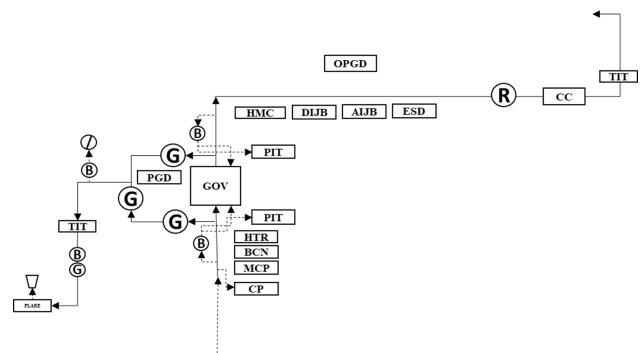 OPGD
TIT
R
CC
HMC
DIJB
AIJB
ESD
B
G
PIT
B
PGD
GOV
G
G
PIT
TIT
HTR
B
BCN
B
G
MCP
CP
FLARE